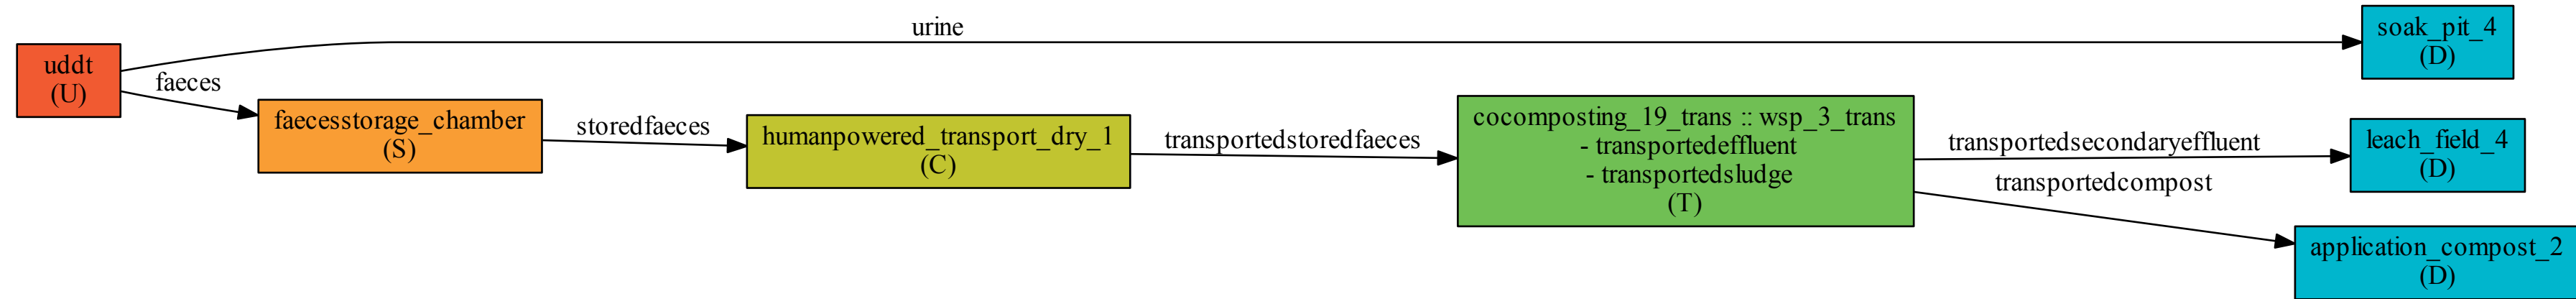 urine
soak_pit_4
(D)
uddt
(U)
faeces
faecesstorage_chamber
(S)
storedfaeces
humanpowered_transport_dry_1
(C)
transportedstoredfaeces
cocomposting_19_trans :: wsp_3_trans
- transportedeffluent
- transportedsludge
(T)
transportedsecondaryeffluent
leach_field_4
(D)
transportedcompost
application_compost_2
(D)